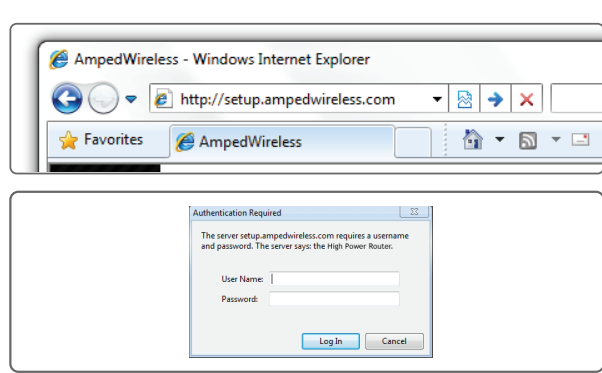 AmpedWireless - Windows Internet Explorer
http://setup.ampedwireless.com
Favorites
AmpedWireless
Authentication Required
The server setup.ampedwireless.com requires a username
and password. The server says: the High Power Router.
User Name:
Password:
Log In Cancel